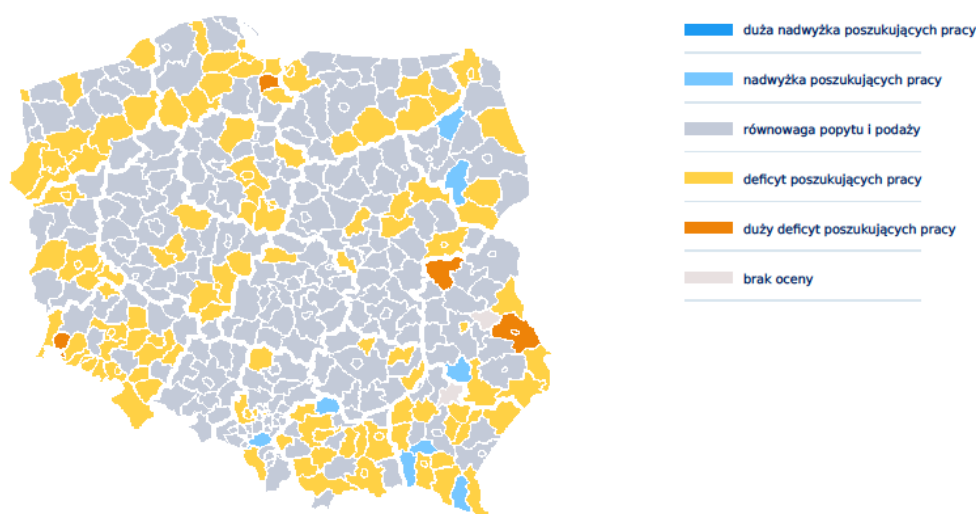 duża nadwyżka poszukujących pracy
nadwyżka poszukujących pracy
równowaga popytu i podaży
deficyt poszukujących pracy
duży deficyt poszukujących pracy
brak oceny